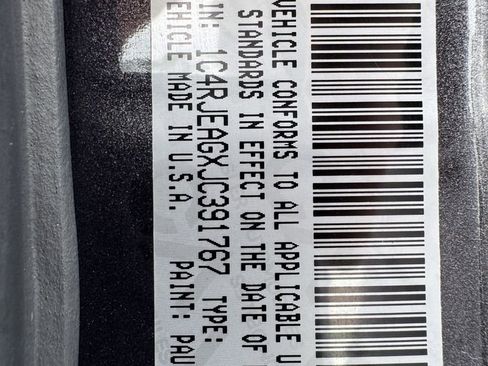 VEHICLE CONFORMS TO ALL APPLICABLE U
STANDARDS IN EFFECT ON THE DATE OF
IN: 1C4RJEAGXJC391767 TYPE:
VEHICLE MADE IN U.S.A. PAINT: PAU